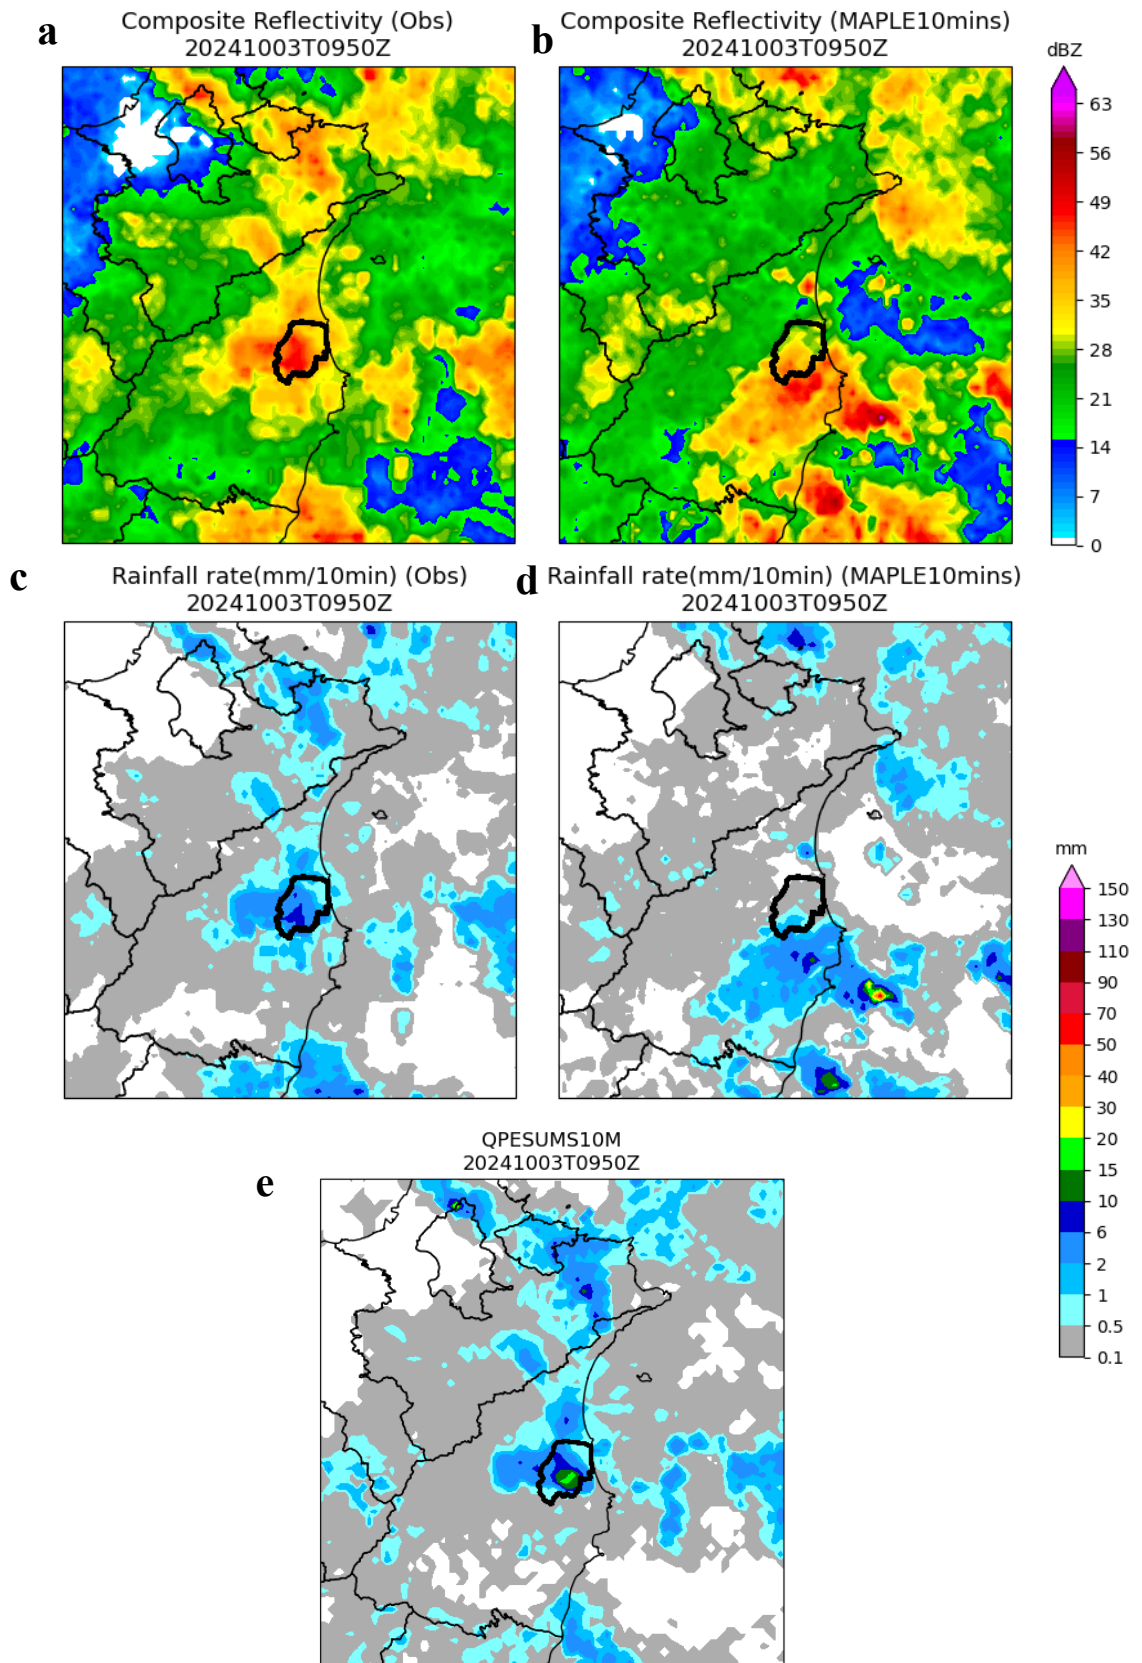 a
Composite Reflectivity (Obs)
20241003T0950Z
b
Composite Reflectivity (MAPLE10mins)
20241003T0950Z
dBZ
63
56
49
42
35
28
21
14
7
0
c
Rainfall rate(mm/10min) (Obs)
20241003T0950Z
d
Rainfall rate(mm/10min) (MAPLE10mins)
20241003T0950Z
mm
150
130
110
90
70
50
40
30
20
15
10
6
2
1
0.5
0.1
e
QPESUMS10M
20241003T0950Z